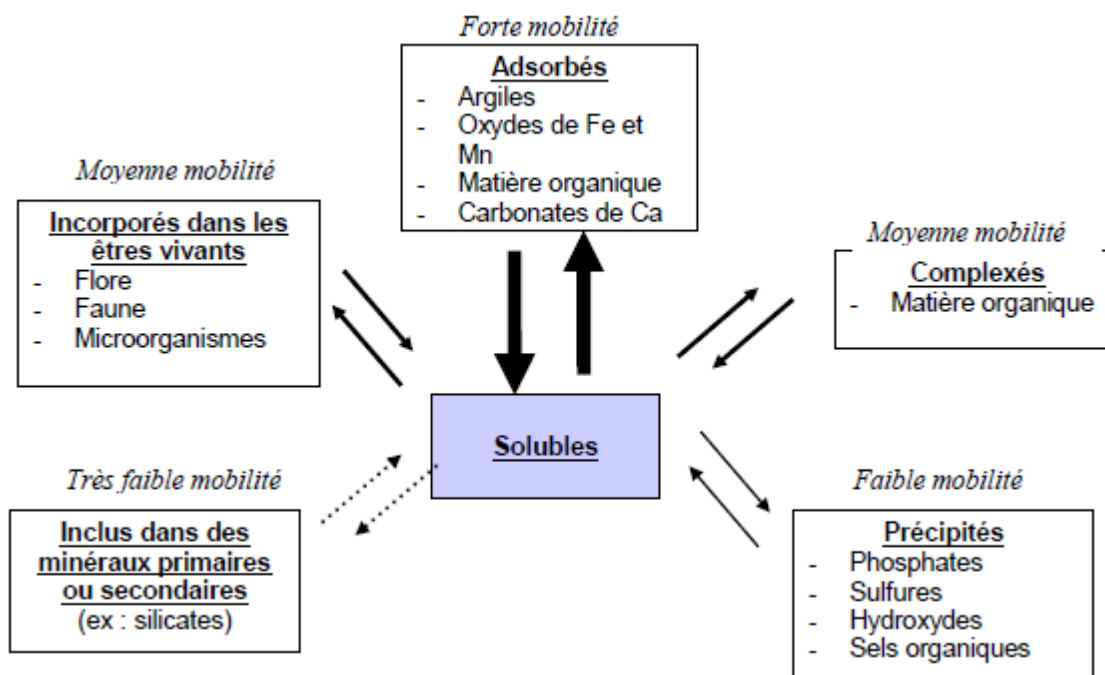 Forte mobilité
Adsorbés
- Argiles
- Oxydes de Fe et
Mn
- Matière organique
- Carbonates de Ca
Moyenne mobilité
Incorporés dans les
êtres vivants
- Flore
- Faune
- Microorganismes
Moyenne mobilité
Complexés
- Matière organique
Solubles
Très faible mobilité
Inclus dans des
minéraux primaires
ou secondaires
(ex : silicates)
Faible mobilité
Précipités
- Phosphates
- Sulfures
- Hydroxydes
- Sels organiques